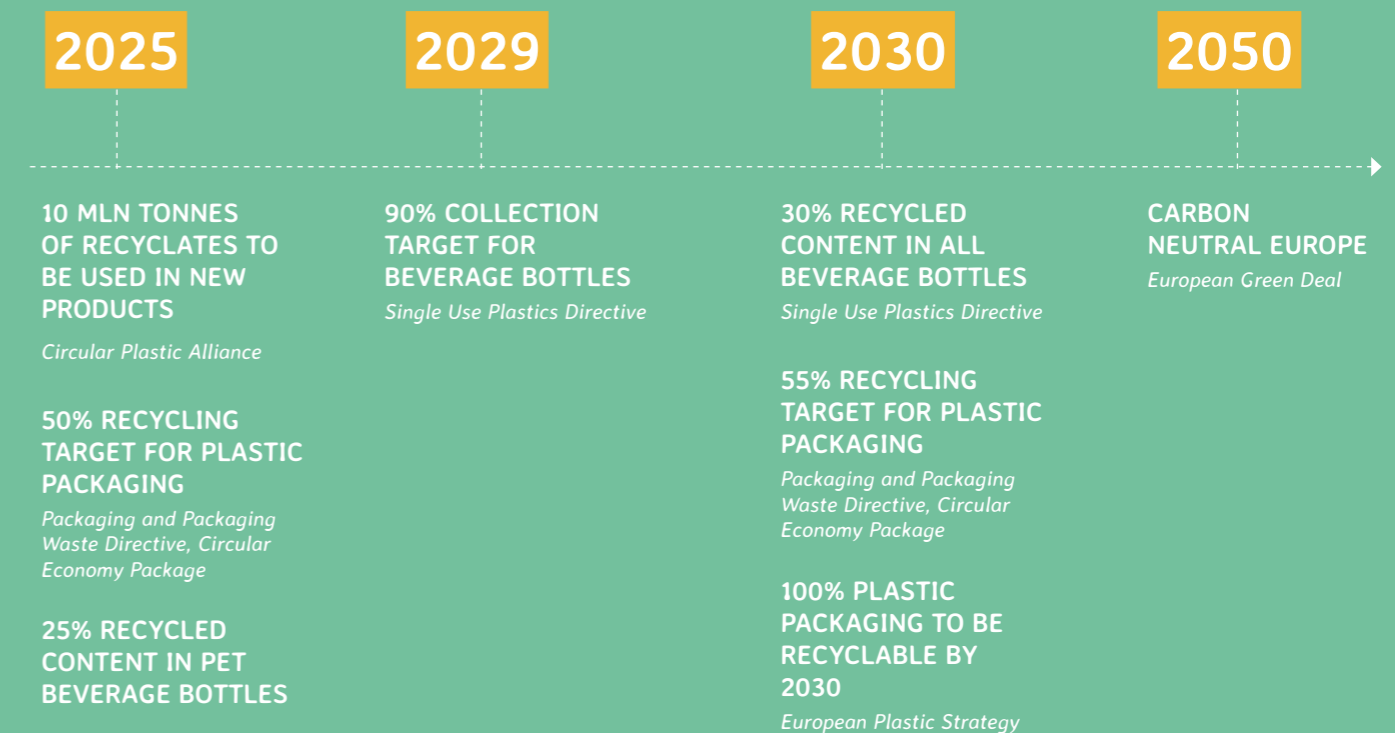 2025
10 MLN TONNES
OF RECYCLATES TO
BE USED IN NEW
PRODUCTS
Circular Plastic Alliance
50% RECYCLING
TARGET FOR PLASTIC
PACKAGING
Packaging and Packaging
Waste Directive, Circular
Economy Package
25% RECYCLED
CONTENT IN PET
BEVERAGE BOTTLES
2029
90% COLLECTION
TARGET FOR
BEVERAGE BOTTLES
Single Use Plastics Directive
2030
30% RECYCLED
CONTENT IN ALL
BEVERAGE BOTTLES
Single Use Plastics Directive
55% RECYCLING
TARGET FOR PLASTIC
PACKAGING
Packaging and Packaging
Waste Directive, Circular
Economy Package
100% PLASTIC
PACKAGING TO BE
RECYCLABLE BY
2030
European Plastic Strategy
2050
CARBON
NEUTRAL EUROPE
European Green Deal